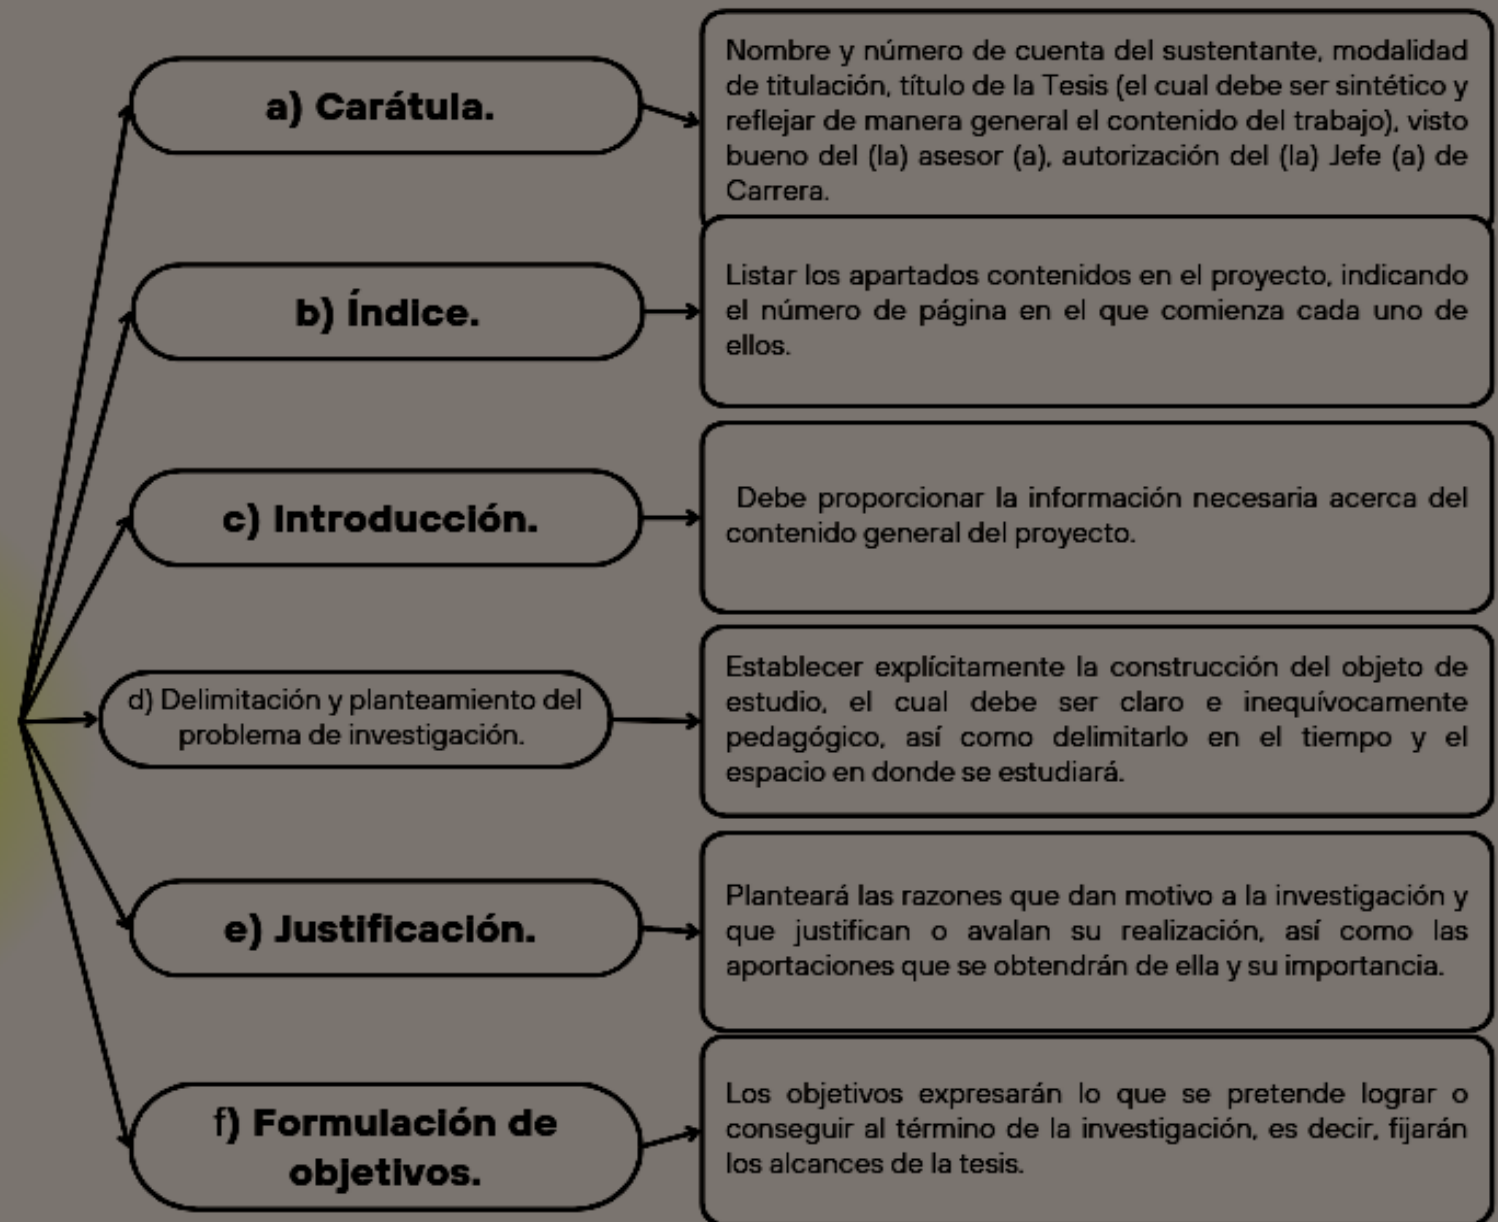 a) Carátula.
Nombre y número de cuenta del sustentante, modalidad
de titulación, título de la Tesis (el cual debe ser sintético y
reflejar de manera general el contenido del trabajo), visto
bueno del (la) asesor (a), autorización del (la) Jefe (a) de
Carrera.
b) Índice.
Listar los apartados contenidos en el proyecto, indicando
el número de página en el que comienza cada uno de
ellos.
c) Introducción.
Debe proporcionar la información necesaria acerca del
contenido general del proyecto.
d) Delimitación y planteamiento del
problema de investigación.
Establecer explícitamente la construcción del objeto de
estudio, el cual debe ser claro e inequívocamente
pedagógico, así como delimitarlo en el tiempo y el
espacio en donde se estudiará.
e) Justificación.
Planteará las razones que dan motivo a la investigación y
que justifican o avalan su realización, así como las
aportaciones que se obtendrán de ella y su importancia.
f) Formulación de
objetivos.
Los objetivos expresarán lo que se pretende lograr o
conseguir al término de la investigación, es decir, fijarán
los alcances de la tesis.